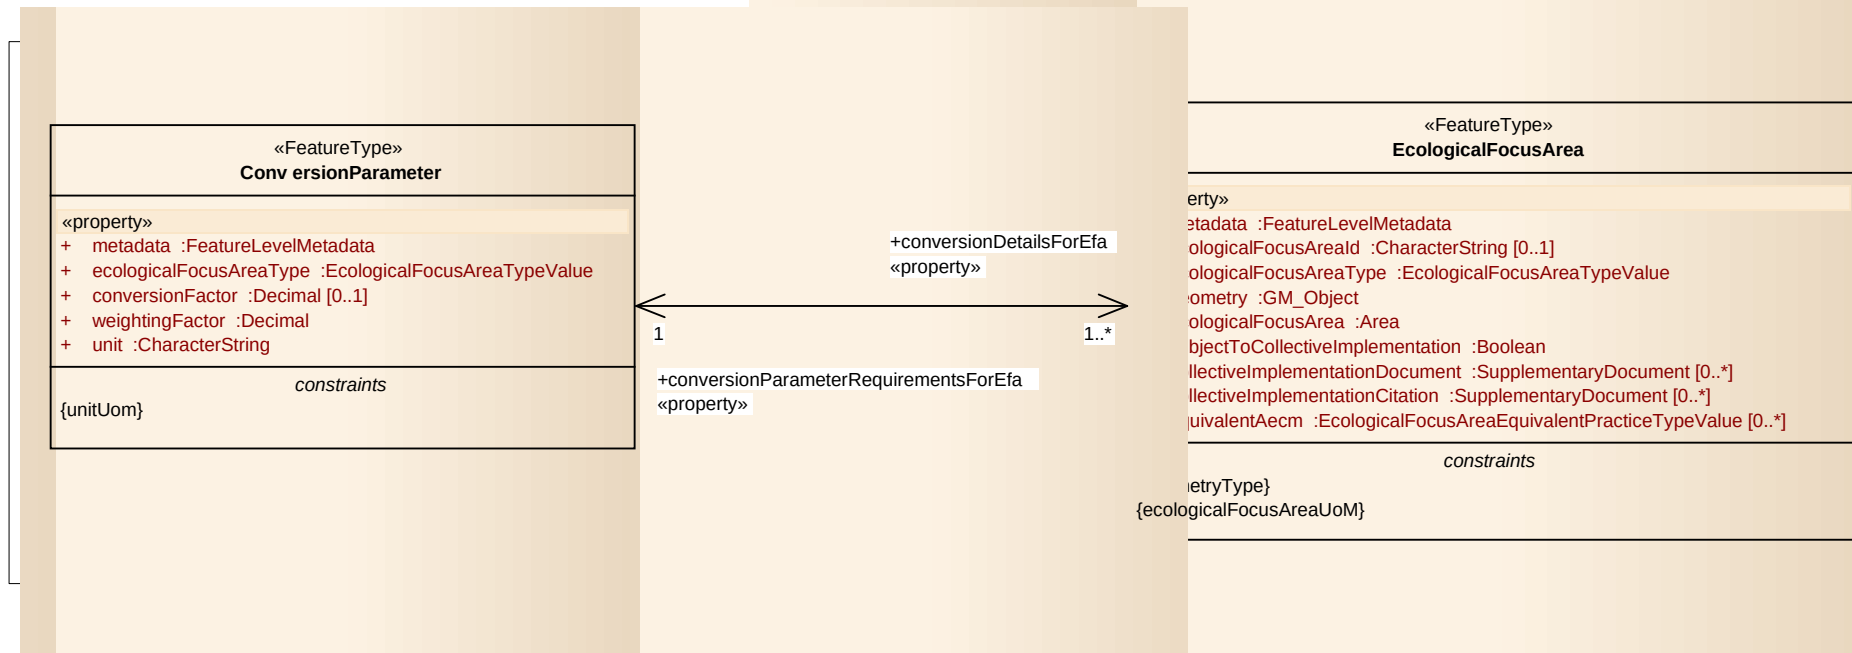 «FeatureType»
Conv ersionParameter
«property»
+ metadata :FeatureLevelMetadata
+ ecologicalFocusAreaType :EcologicalFocusAreaTypeValue
+ conversionFactor :Decimal [0..1]
+ weightingFactor :Decimal
+ unit :CharacterString
constraints
{unitUom}
+conversionDetailsForEfa
«property»
1
1..*
+conversionParameterRequirementsForEfa
«property»
«FeatureType»
EcologicalFocusArea
erty»
etadata :FeatureLevelMetadata
ologicalFocusAreaId :CharacterString [0..1]
ologicalFocusAreaType :EcologicalFocusAreaTypeValue
ometry :GM_Object
ologicalFocusArea :Area
bjectToCollectiveImplementation :Boolean
llectiveImplementationDocument :SupplementaryDocument [0..*]
llectiveImplementationCitation :SupplementaryDocument [0..*]
uivalentAecm :EcologicalFocusAreaEquivalentPracticeTypeValue [0..*]
constraints
etryType}
{ecologicalFocusAreaUoM}